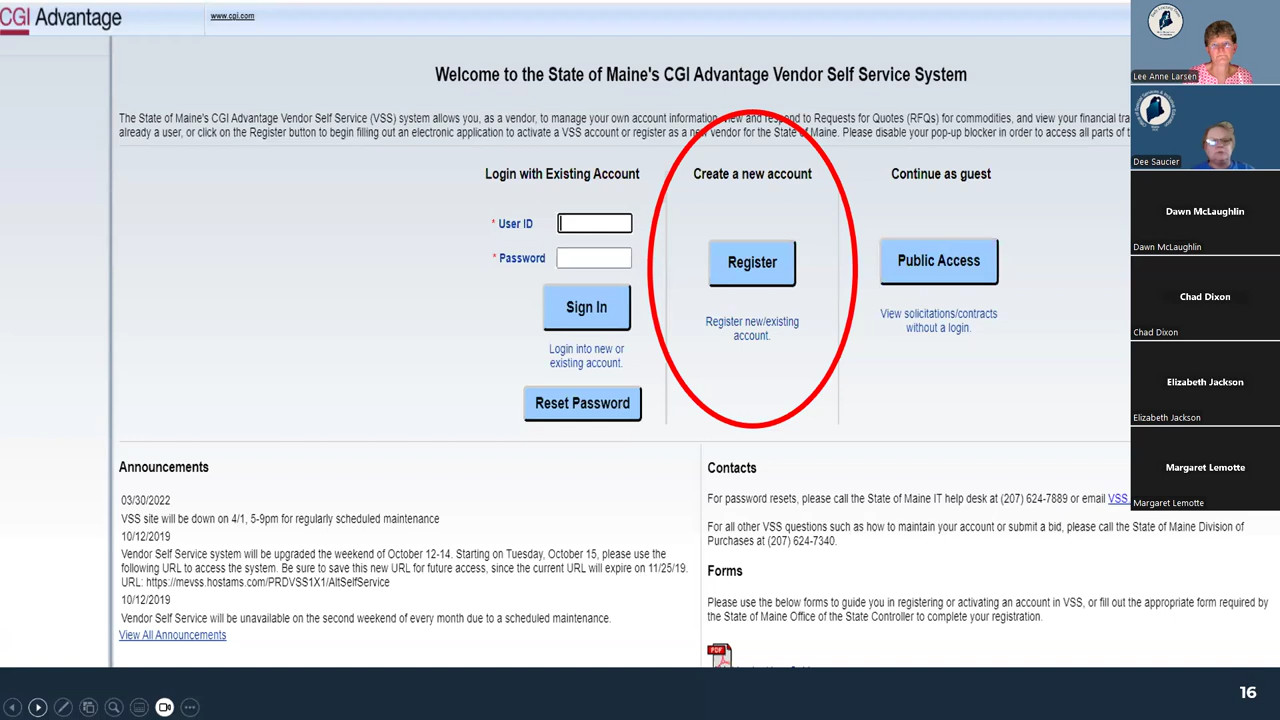 CGI Advantage
www.cgi.com
Welcome to the State of Maine's CGI Advantage Vendor Self Service System
The State of Maine's CGI Advantage Vendor Self Service (VSS) system allows you, as a vendor, to manage your own account information, view and respond to Requests for Quotes (RFQs) for commodities, and view your financial tra
already a user, or click on the Register button to begin filling out an electronic application to activate a VSS account or register as a new vendor for the State of Maine. Please disable your pop-up blocker in order to access all parts of t
Login with Existing Account
* User ID
* Password
Sign In
Login into new or
existing account.
Reset Password
Create a new account
Register
Register new/existing
account.
Continue as guest
Public Access
View solicitations/contracts
without a login.
Announcements
03/30/2022
VSS site will be down on 4/1, 5-9pm for regularly scheduled maintenance
10/12/2019
Vendor Self Service system will be upgraded the weekend of October 12-14. Starting on Tuesday, October 15, please use the
following URL to access the system. Be sure to save this new URL for future access, since the current URL will expire on 11/25/19.
URL: https://mevss.hostams.com/PRDVSS1X1/AltSelfService
10/12/2019
Vendor Self Service will be unavailable on the second weekend of every month due to a scheduled maintenance.
View All Announcements
Contacts
For password resets, please call the State of Maine IT help desk at (207) 624-7889 or email VSS
For all other VSS questions such as how to maintain your account or submit a bid, please call the State of Maine Division of
Purchases at (207) 624-7340.
Forms
Please use the below forms to guide you in registering or activating an account in VSS, or fill out the appropriate form required by
the State of Maine Office of the State Controller to complete your registration.
PDF
Lee Anne Larsen
Dee Saucier
Dawn McLaughlin
Dawn McLaughlin
Chad Dixon
Chad Dixon
Elizabeth Jackson
Elizabeth Jackson
Margaret Lemotte
Margaret Lemotte
16